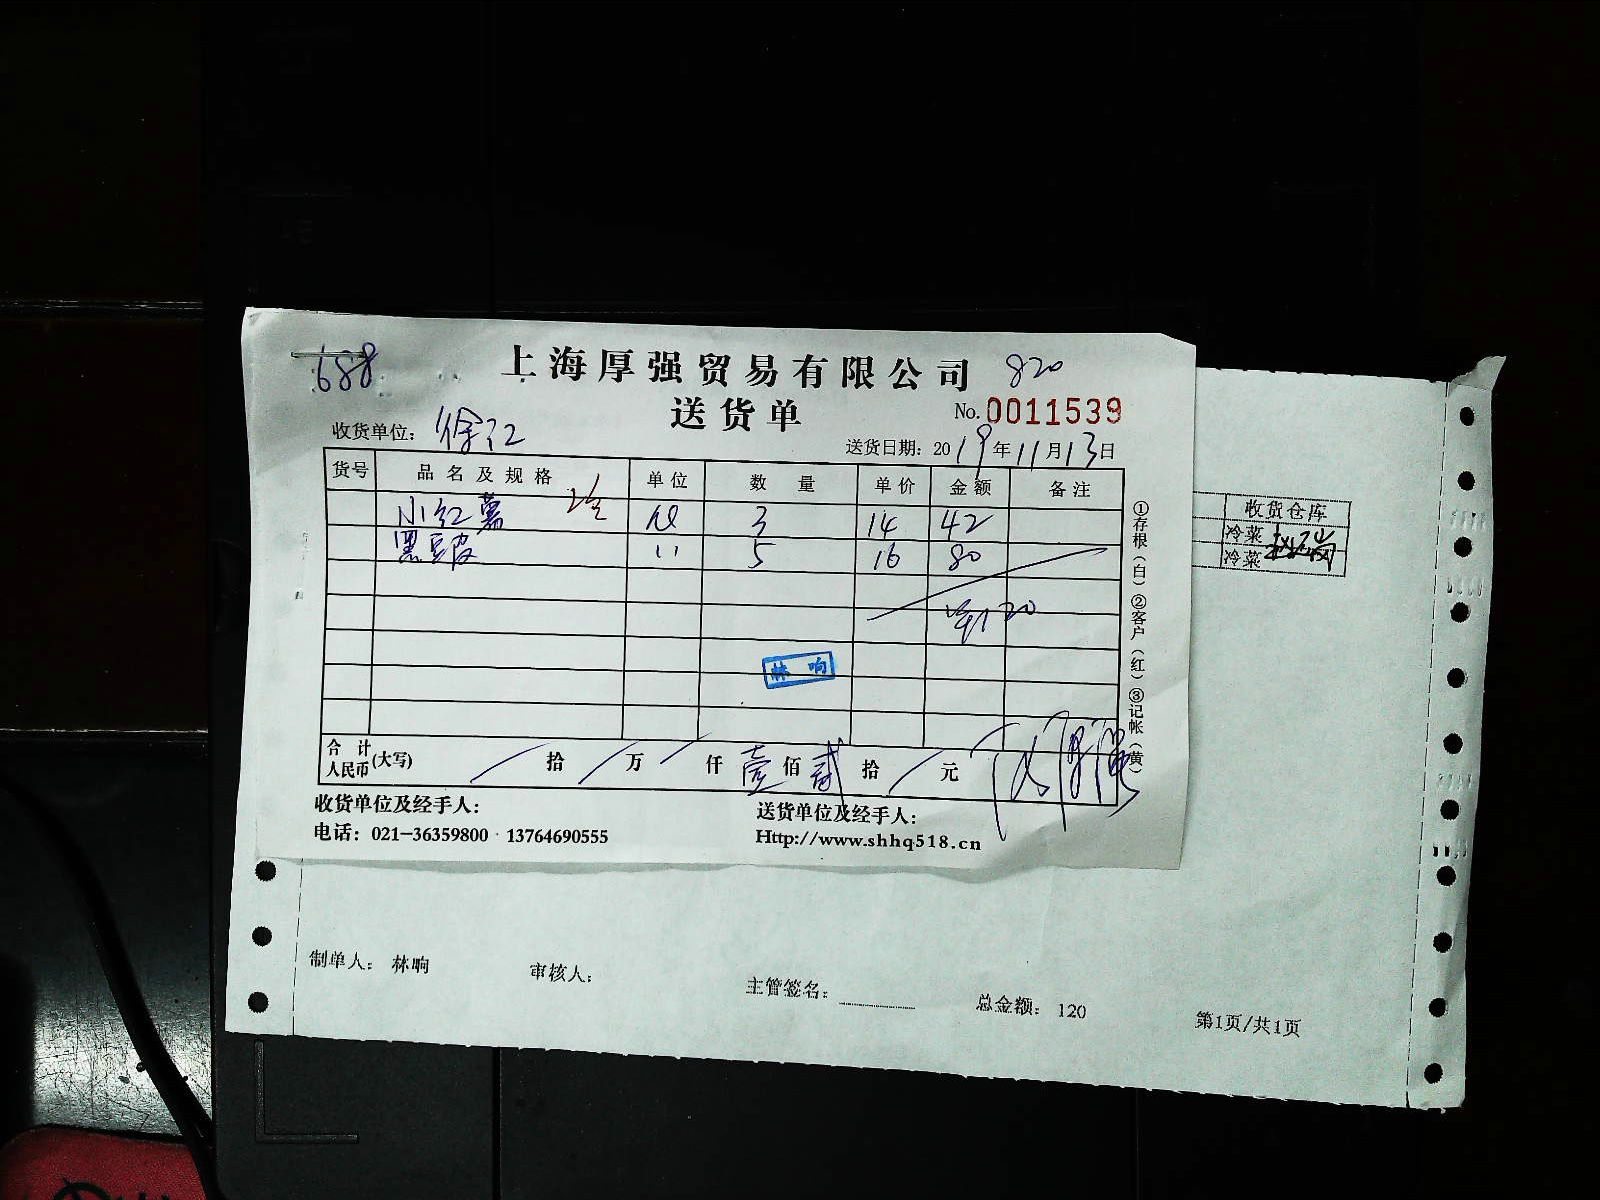 688
上海厚强贸易有限公司 820
送货单 No.0011539
收货单位：徐汇 送货日期：2019年11月13日
货号 品名及规格 单位 数量 单价 金额 备注
小红薯 3 14 42
黑豆皮 〃 5 16 80
120
林响
合计人民币(大写) 拾 万 仟 壹佰贰拾 元
①存根（白）②客户（红）③记帐（黄）
收货单位及经手人： 送货单位及经手人：
电话：021-36359800 13764690555 Http://www.shhq518.cn
收货仓库
冷菜
冷菜
制单人： 林响 审核人： 主管签名： 总金额： 120 第1页/共1页